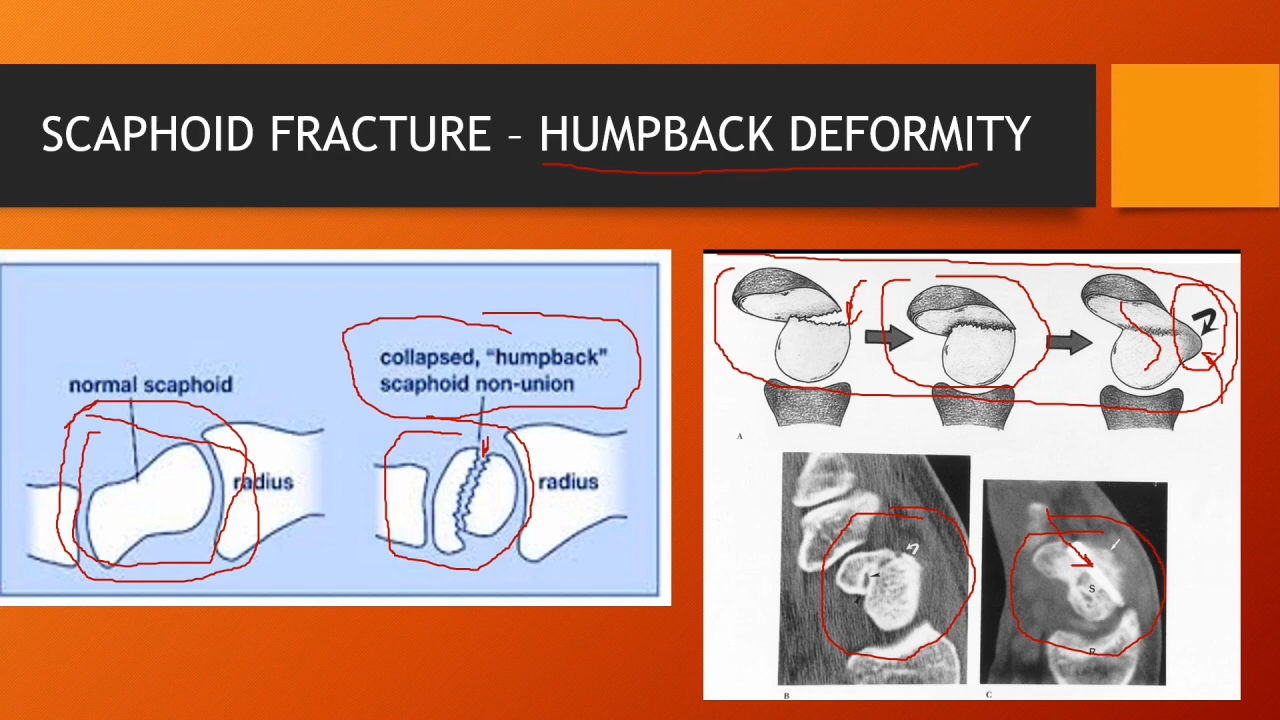 SCAPHOID FRACTURE – HUMPBACK DEFORMITY
normal scaphoid
collapsed, "humpback"
scaphoid non-union
radius
radius
A
S
R
B
C